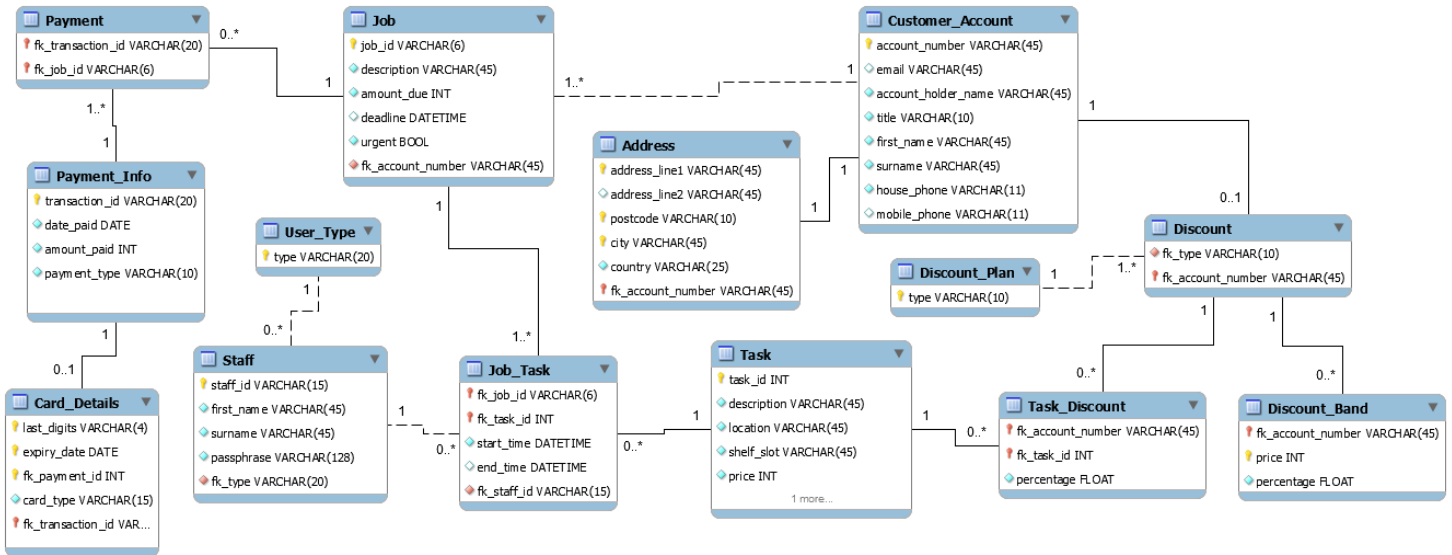 Payment
fk_transaction_id VARCHAR(20)
fk_job_id VARCHAR(6)
0..*
1
1..*
1
Job
job_id VARCHAR(6)
description VARCHAR(45)
amount_due INT
deadline DATETIME
urgent BOOL
fk_account_number VARCHAR(45)
1..*
1
1
1..*
Customer_Account
account_number VARCHAR(45)
email VARCHAR(45)
account_holder_name VARCHAR(45)
title VARCHAR(10)
first_name VARCHAR(45)
surname VARCHAR(45)
house_phone VARCHAR(11)
mobile_phone VARCHAR(11)
1
0..1
1
1
Address
address_line1 VARCHAR(45)
address_line2 VARCHAR(45)
postcode VARCHAR(10)
city VARCHAR(45)
country VARCHAR(25)
fk_account_number VARCHAR(45)
Payment_Info
transaction_id VARCHAR(20)
date_paid DATE
amount_paid INT
payment_type VARCHAR(10)
1
0..1
User_Type
type VARCHAR(20)
1
0..*
Discount
fk_type VARCHAR(10)
fk_account_number VARCHAR(45)
Discount_Plan
type VARCHAR(10)
1
1..*
1
1
0..*
0..*
Card_Details
last_digits VARCHAR(4)
expiry_date DATE
fk_payment_id INT
card_type VARCHAR(15)
fk_transaction_id VAR...
Staff
staff_id VARCHAR(15)
first_name VARCHAR(45)
surname VARCHAR(45)
passphrase VARCHAR(128)
fk_type VARCHAR(20)
1
0..*
Job_Task
fk_job_id VARCHAR(6)
fk_task_id INT
start_time DATETIME
end_time DATETIME
fk_staff_id VARCHAR(15)
0..*
1
Task
task_id INT
description VARCHAR(45)
location VARCHAR(45)
shelf_slot VARCHAR(45)
price INT
1 more...
1
0..*
Task_Discount
fk_account_number VARCHAR(45)
fk_task_id INT
percentage FLOAT
Discount_Band
fk_account_number VARCHAR(45)
price INT
percentage FLOAT